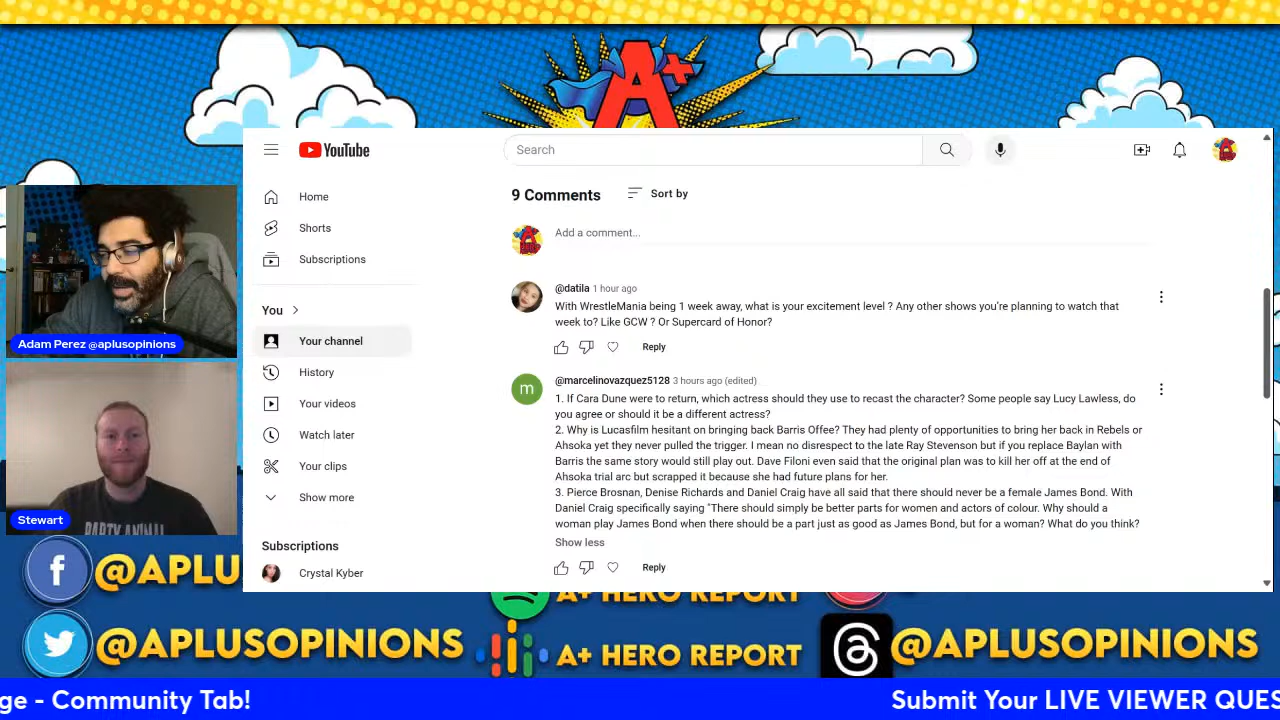 A+
YouTube
Search
Home
Shorts
Subscriptions
You
Your channel
History
Your videos
Watch later
Your clips
Show more
Subscriptions
Crystal Kyber
9 Comments
Sort by
Add a comment...
@datila 1 hour ago
With WrestleMania being 1 week away, what is your excitement level ? Any other shows you're planning to watch that
week to? Like GCW ? Or Supercard of Honor?
Reply
m
@marcelinovazquez5128 3 hours ago (edited)
1. If Cara Dune were to return, which actress should they use to recast the character? Some people say Lucy Lawless, do
you agree or should it be a different actress?
2. Why is Lucasfilm hesitant on bringing back Barris Offee? They had plenty of opportunities to bring her back in Rebels or
Ahsoka yet they never pulled the trigger. I mean no disrespect to the late Ray Stevenson but if you replace Baylan with
Barris the same story would still play out. Dave Filoni even said that the original plan was to kill her off at the end of
Ahsoka trial arc but scrapped it because she had future plans for her.
3. Pierce Brosnan, Denise Richards and Daniel Craig have all said that there should never be a female James Bond. With
Daniel Craig specifically saying "There should simply be better parts for women and actors of colour. Why should a
woman play James Bond when there should be a part just as good as James Bond, but for a woman? What do you think?
Show less
Reply
Adam Perez @aplusopinions
PARTY ANIMAL
Stewart
f @APLU
A+ HERO REPORT
@APLUSOPINIONS
A+ HERO REPORT
@APLUSOPINIONS
ge - Community Tab!
Submit Your LIVE VIEWER QUES